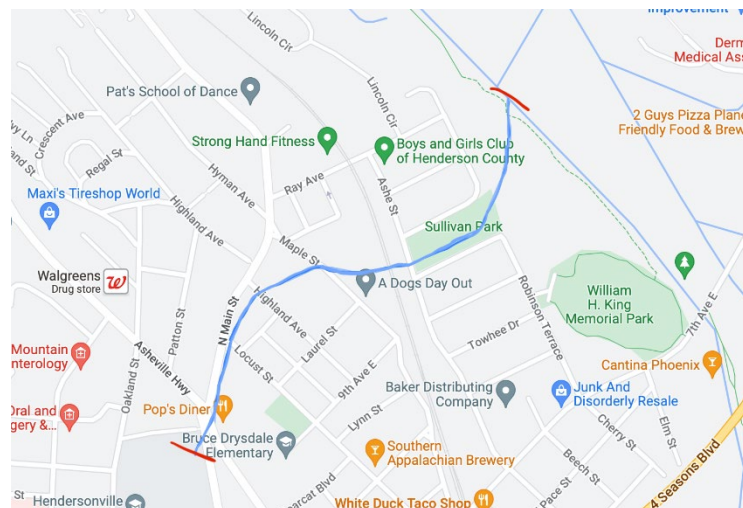 Improvement
Lincoln Cir
Derm
Medical Ass
Pat's School of Dance
Lincoln Cir
Crescent Ave
2 Guys Pizza Plane
Friendly Food & Brew
Strong Hand Fitness
Boys and Girls Club
of Henderson
County
Regal St
Hyman Ave
Ray Ave
Ashe St
Maxi's Tireshop World
Highland Ave
Sullivan Park
Maple St
Walgreens
Drug store
A Dogs Day Out
William
H. King
Memorial Park
7th Ave E
N Main St
Highland Ave
Patton St
Robinson Terrace
Laurel St
Towhee Dr
Asheville Hwy
Mountain
enterology
Locust St
Oakland St
9th Ave E
Cantina Phoenix
Baker Distributing
Company
Junk And
Disorderly Resale
Pop's Diner
Oral and
gery &...
Lynn St
Elm St
Cherry St
Bruce Drysdale
Elementary
Southern
Appalachian Brewery
Beech St
4 Seasons Blvd
earcat Blvd
Pace St
White Duck Taco Shop
Hendersonville